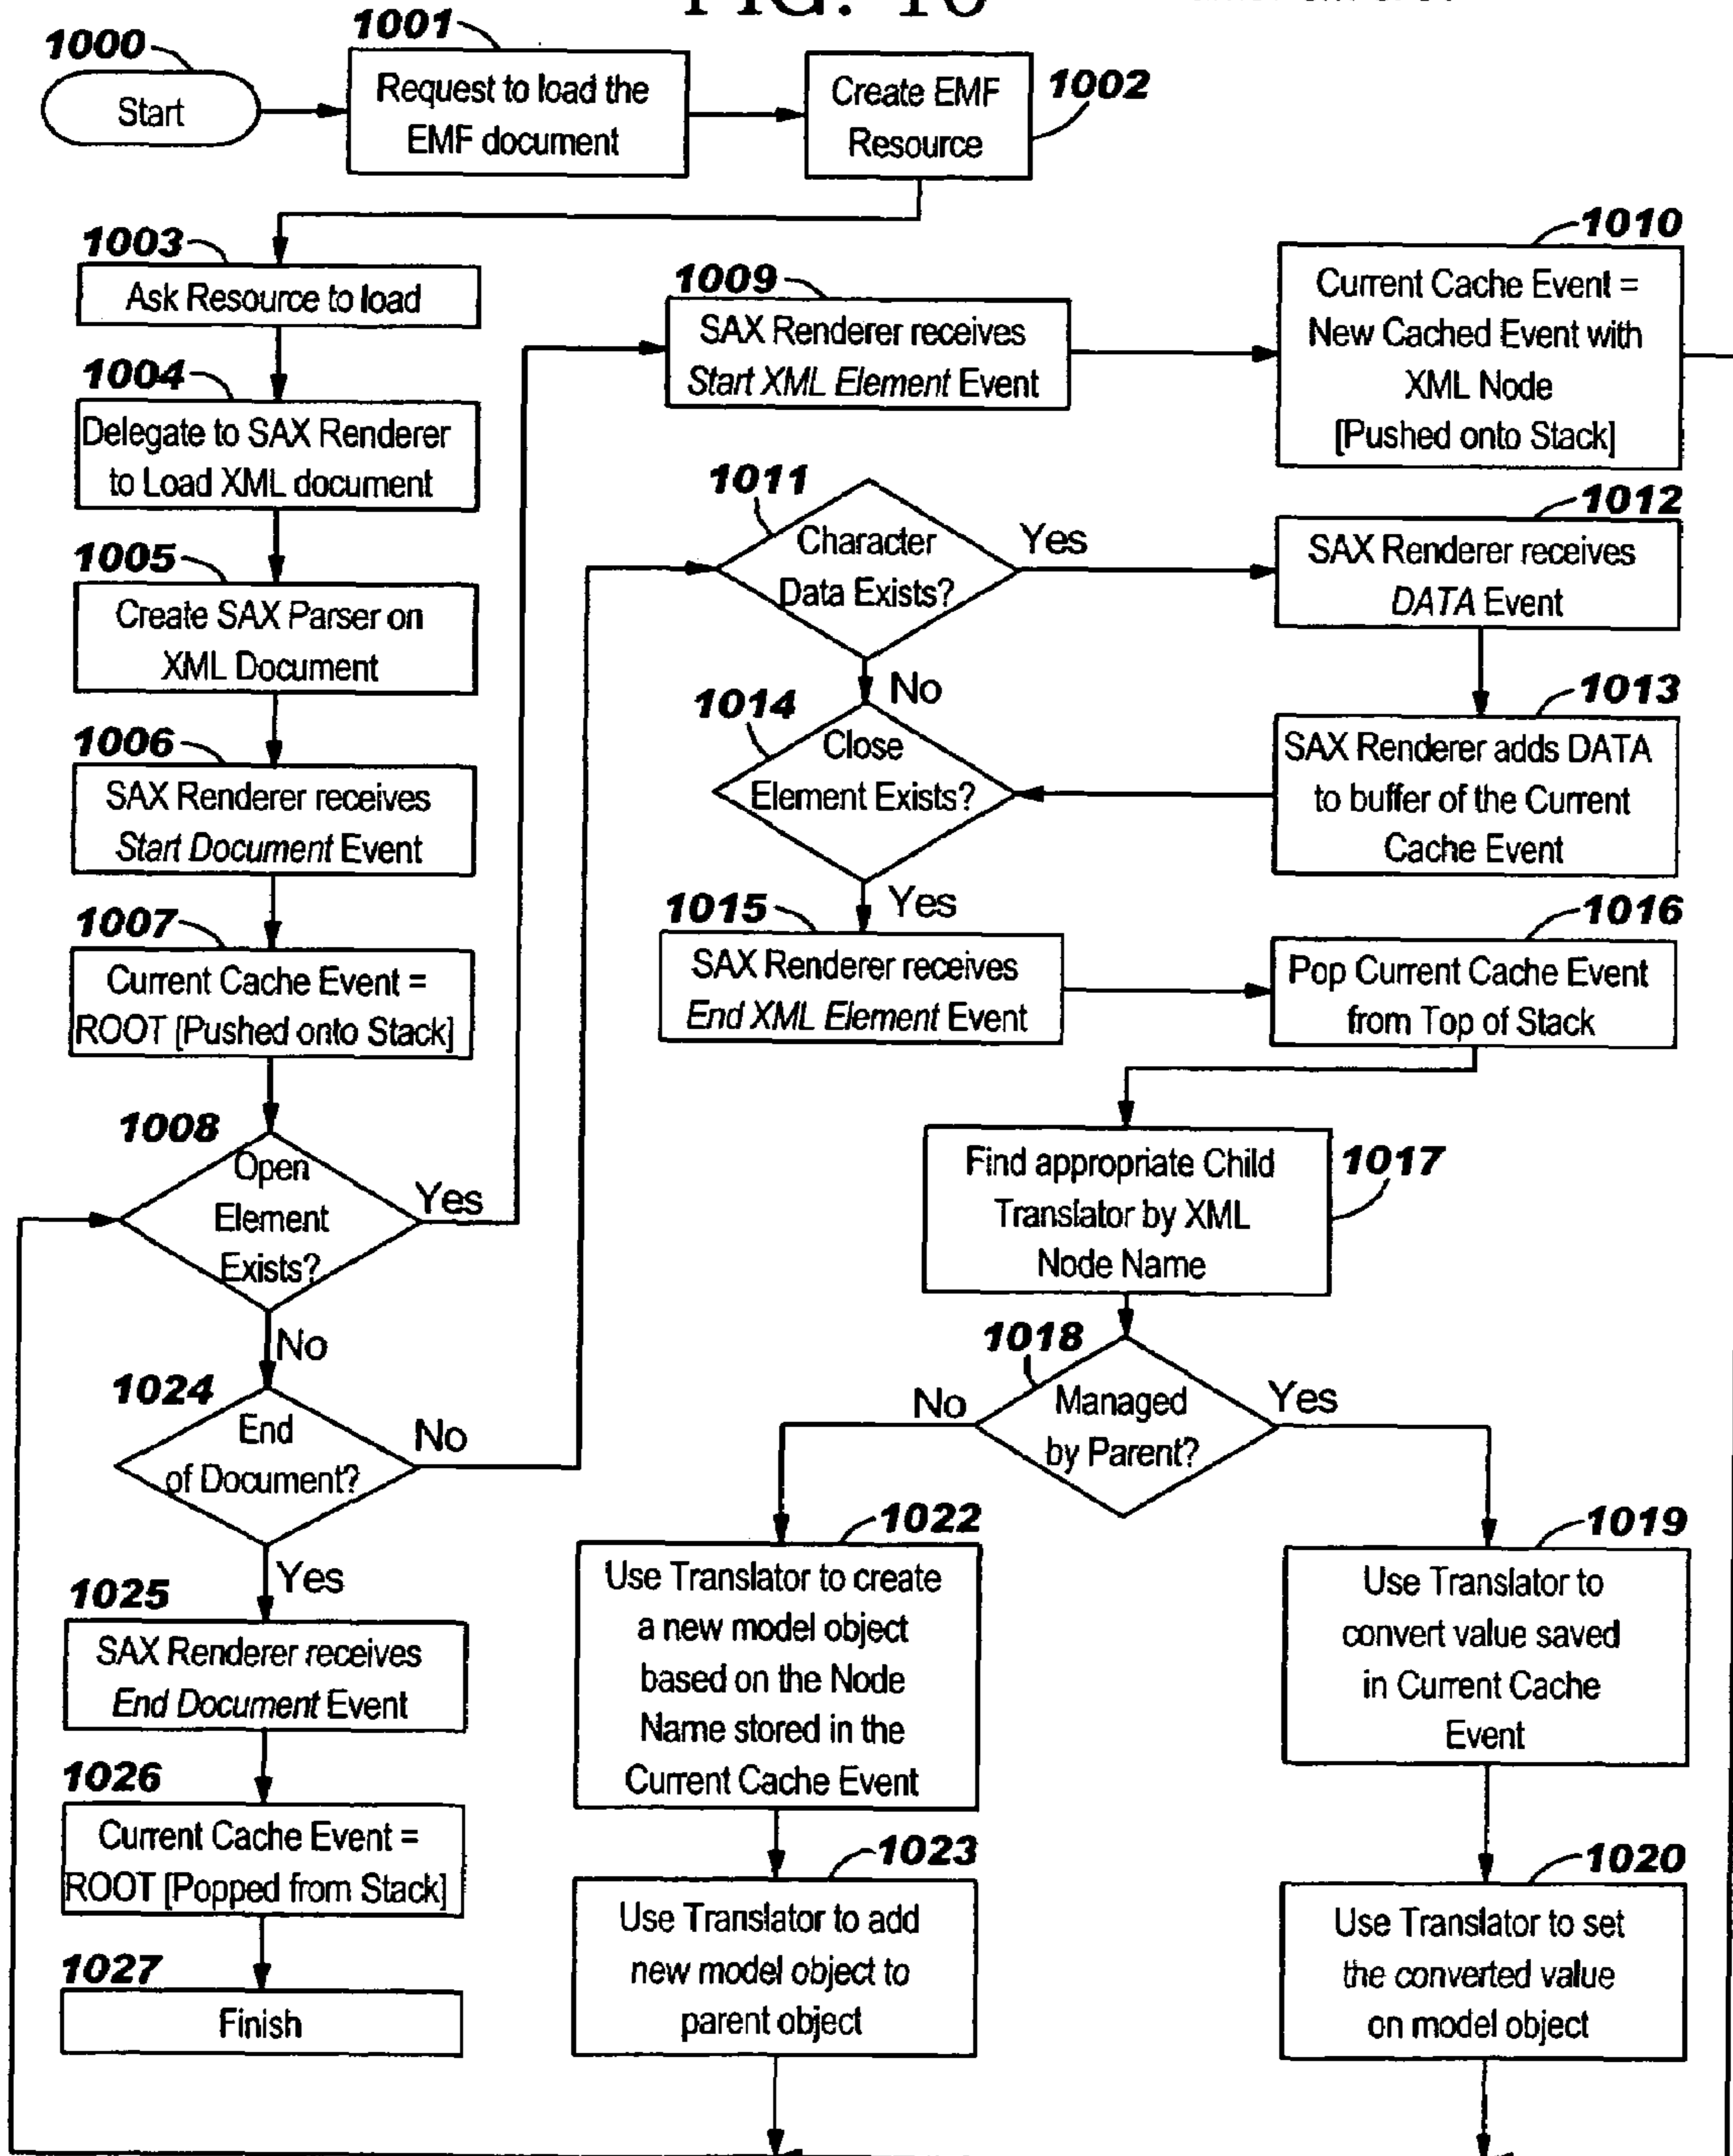 FIG. 10
1000
Start
1001
Request to load the
EMF document
1002
Create EMF
Resource
1003
Ask Resource to load
1004
Delegate to SAX Renderer
to Load XML document
1005
Create SAX Parser on
XML Document
1006
SAX Renderer receives
Start Document Event
1007
Current Cache Event =
ROOT [Pushed onto Stack]
1008
Open
Element
Exists?
Yes
No
1009
SAX Renderer receives
Start XML Element Event
1010
Current Cache Event =
New Cached Event with
XML Node
[Pushed onto Stack]
1011
Character
Data Exists?
Yes
No
1012
SAX Renderer receives
DATA Event
1013
SAX Renderer adds DATA
to buffer of the Current
Cache Event
1014
Close
Element Exists?
Yes
1015
SAX Renderer receives
End XML Element Event
1016
Pop Current Cache Event
from Top of Stack
1017
Find appropriate Child
Translator by XML
Node Name
1018
Managed
by Parent?
No
Yes
1019
Use Translator to
convert value saved
in Current Cache
Event
1020
Use Translator to set
the converted value
on model object
1022
Use Translator to create
a new model object
based on the Node
Name stored in the
Current Cache Event
1023
Use Translator to add
new model object to
parent object
1024
End
of Document?
No
Yes
1025
SAX Renderer receives
End Document Event
1026
Current Cache Event =
ROOT [Popped from Stack]
1027
Finish